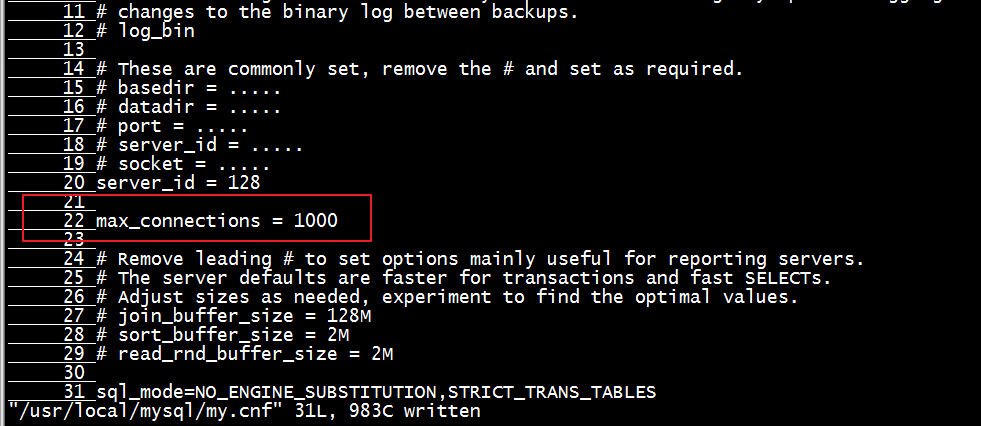 11 # changes to the binary log between backups.
12 # log_bin
13
14 # These are commonly set, remove the # and set as required.
15 # basedir = .....
16 # datadir = .....
17 # port = .....
18 # server_id = .....
19 # socket = .....
20 server_id = 128
21
22 max_connections = 1000
23
24 # Remove leading # to set options mainly useful for reporting servers.
25 # The server defaults are faster for transactions and fast SELECTs.
26 # Adjust sizes as needed, experiment to find the optimal values.
27 # join_buffer_size = 128M
28 # sort_buffer_size = 2M
29 # read_rnd_buffer_size = 2M
30
31 sql_mode=NO_ENGINE_SUBSTITUTION,STRICT_TRANS_TABLES
"/usr/local/mysql/my.cnf" 31L, 983C written